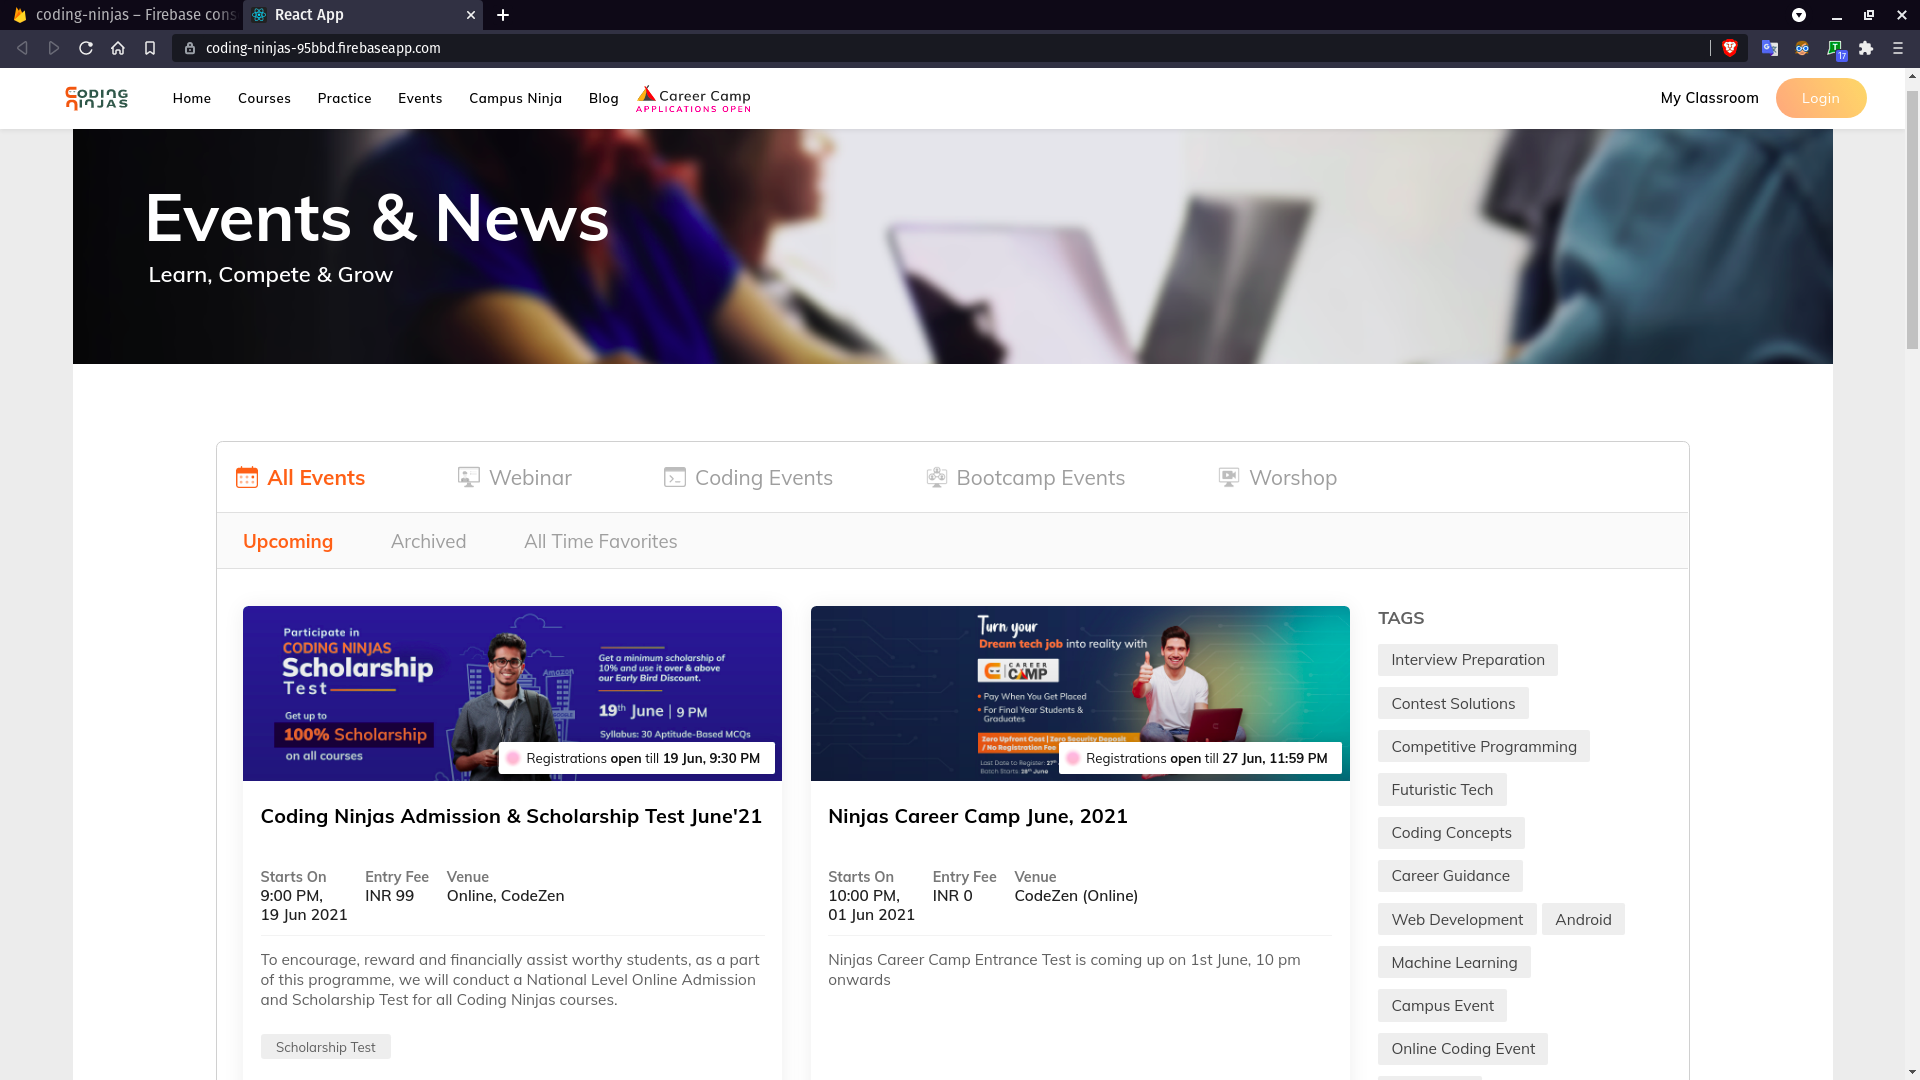 coding-ninjas – Firebase cons
React App
coding-ninjas-95bbd.firebaseapp.com
17
CODING NINJAS
Home
Courses
Practice
Events
Campus Ninja
Blog
Career Camp
APPLICATIONS OPEN
My Classroom
Login
Events & News
Learn, Compete & Grow
All Events
Webinar
Coding Events
Bootcamp Events
Worshop
Upcoming
Archived
All Time Favorites
Participate in
CODING NINJAS
Scholarship
Test
Get up to
100% Scholarship
on all courses
Amazon
Get a minimum scholarship of
10% and use it over & above
our Early Bird Discount.
19th June | 9 PM
Syllabus: 30 Aptitude-Based MCQs
Registrations open till 19 Jun, 9:30 PM
Coding Ninjas Admission & Scholarship Test June'21
Starts On
9:00 PM,
19 Jun 2021
Entry Fee
INR 99
Venue
Online, CodeZen
To encourage, reward and financially assist worthy students, as a part
of this programme, we will conduct a National Level Online Admission
and Scholarship Test for all Coding Ninjas courses.
Scholarship Test
Turn your
Dream tech job into reality with
CAREER
CAMP
• Pay When You Get Placed
• For Final Year Students &
Graduates
Zero Upfront Cost | Zero Security Deposit
/ No Registration Fee
Last Date to Register: 27
Batch Starts: 28th June
Registrations open till 27 Jun, 11:59 PM
Ninjas Career Camp June, 2021
Starts On
10:00 PM,
01 Jun 2021
Entry Fee
INR 0
Venue
CodeZen (Online)
Ninjas Career Camp Entrance Test is coming up on 1st June, 10 pm
onwards
TAGS
Interview Preparation
Contest Solutions
Competitive Programming
Futuristic Tech
Coding Concepts
Career Guidance
Web Development
Android
Machine Learning
Campus Event
Online Coding Event